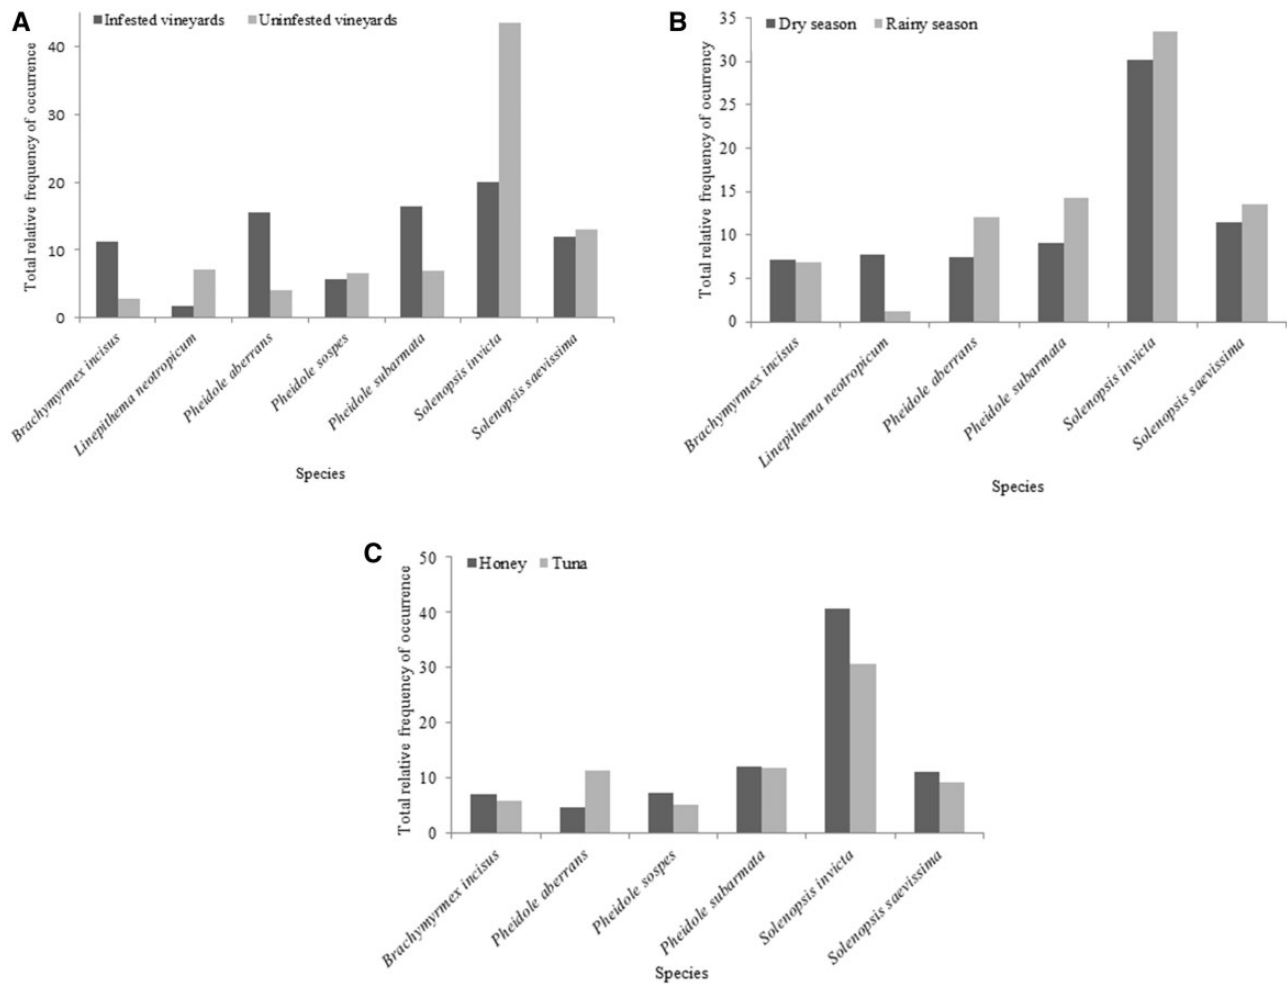 A
Infested vineyards Uninfested vineyards
Total relative frequency of occurrence
40
30
20
10
0
Brachymyrmex incisus
Linepithema neotropicum
Pheidole aberrans
Pheidole sospes
Pheidole subarmata
Solenopsis invicta
Solenopsis saevissima
Species
B
Dry season Rainy season
Total relative frequency of ocurrency
35
30
25
20
15
10
5
0
Brachymyrmex incisus
Linepithema neotropicum
Pheidole aberrans
Pheidole subarmata
Solenopsis invicta
Solenopsis saevissima
Species
C
Honey Tuna
Total relative frequency of occurrence
50
40
30
20
10
0
Brachymyrmex incisus
Pheidole aberrans
Pheidole sospes
Pheidole subarmata
Solenopsis invicta
Solenopsis saevissima
Species